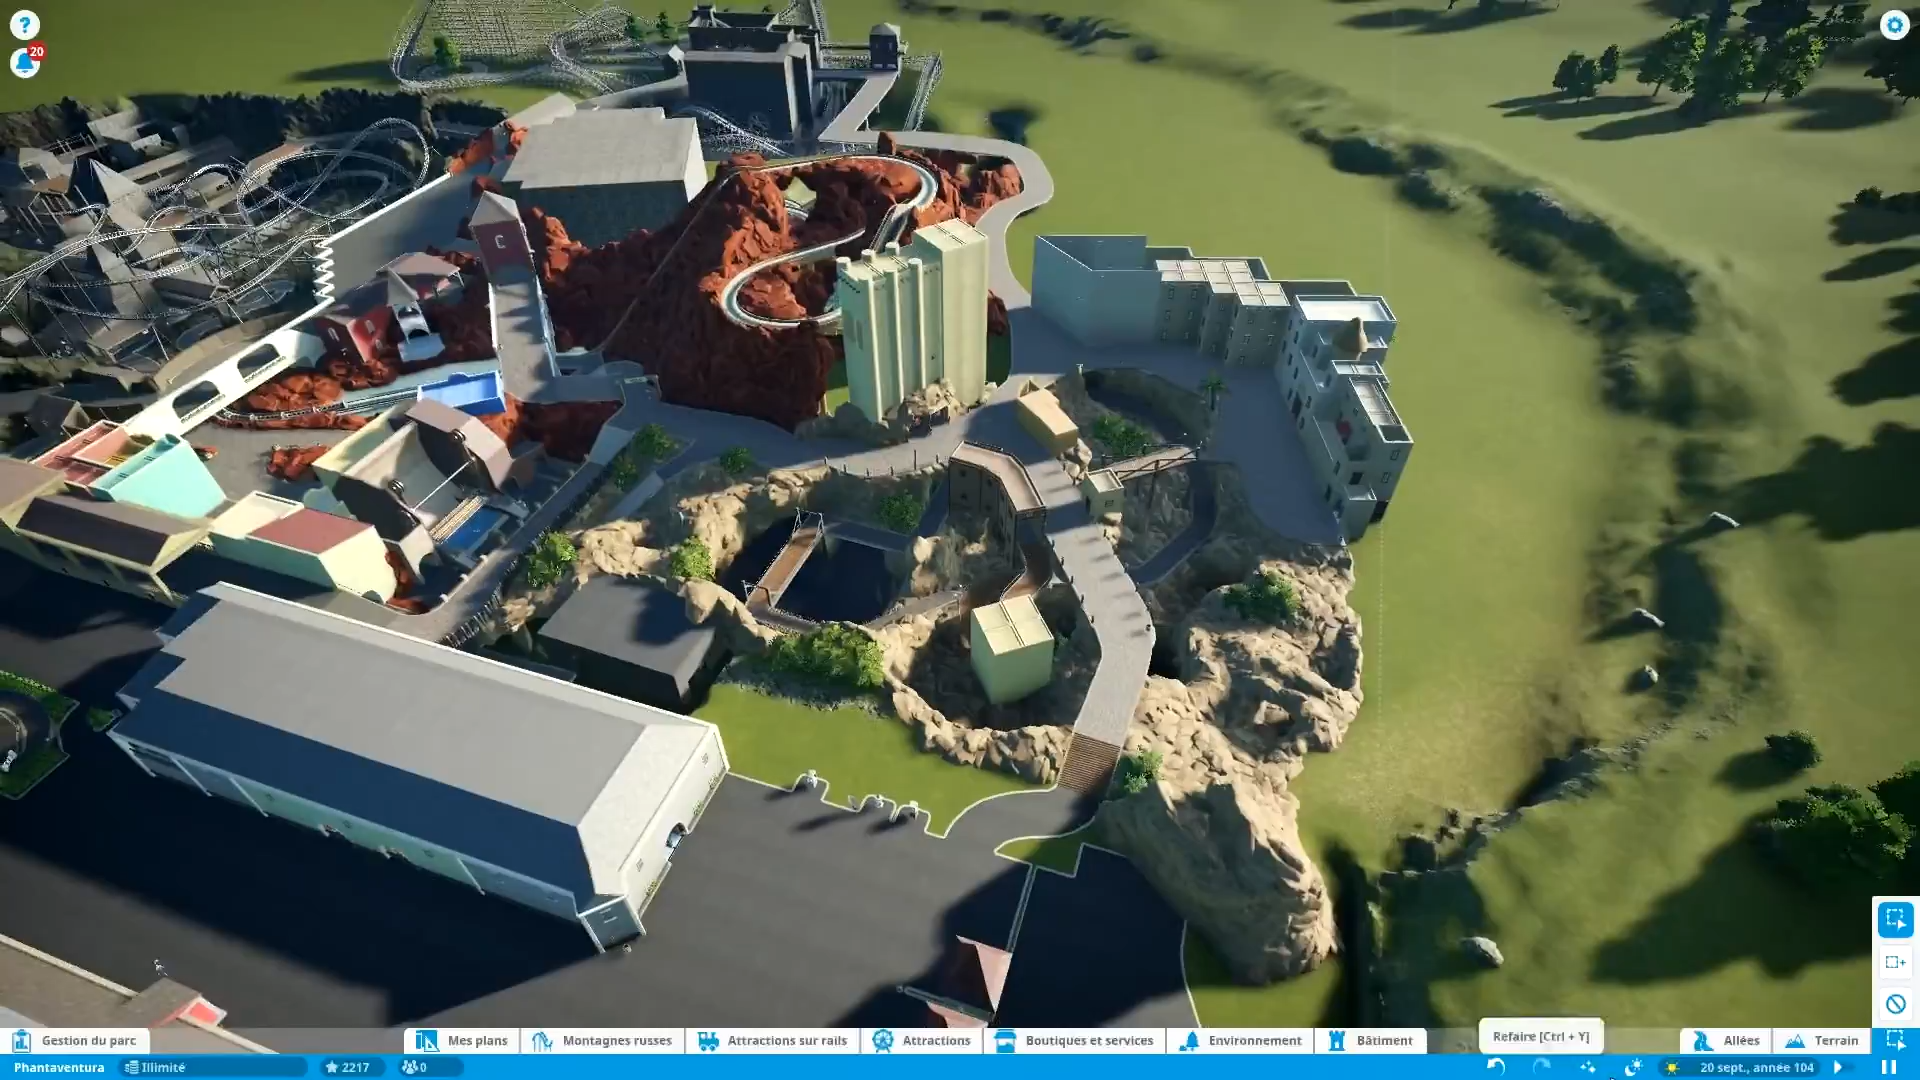 ?
20
C
Refaire [Ctrl + Y]
Gestion du parc
Mes plans
Montagnes russes
Attractions sur rails
Attractions
Boutiques et services
Environnement
Bâtiment
Allées
Terrain
Phantaventura
Illimité
2217
0
20 sept., année 104